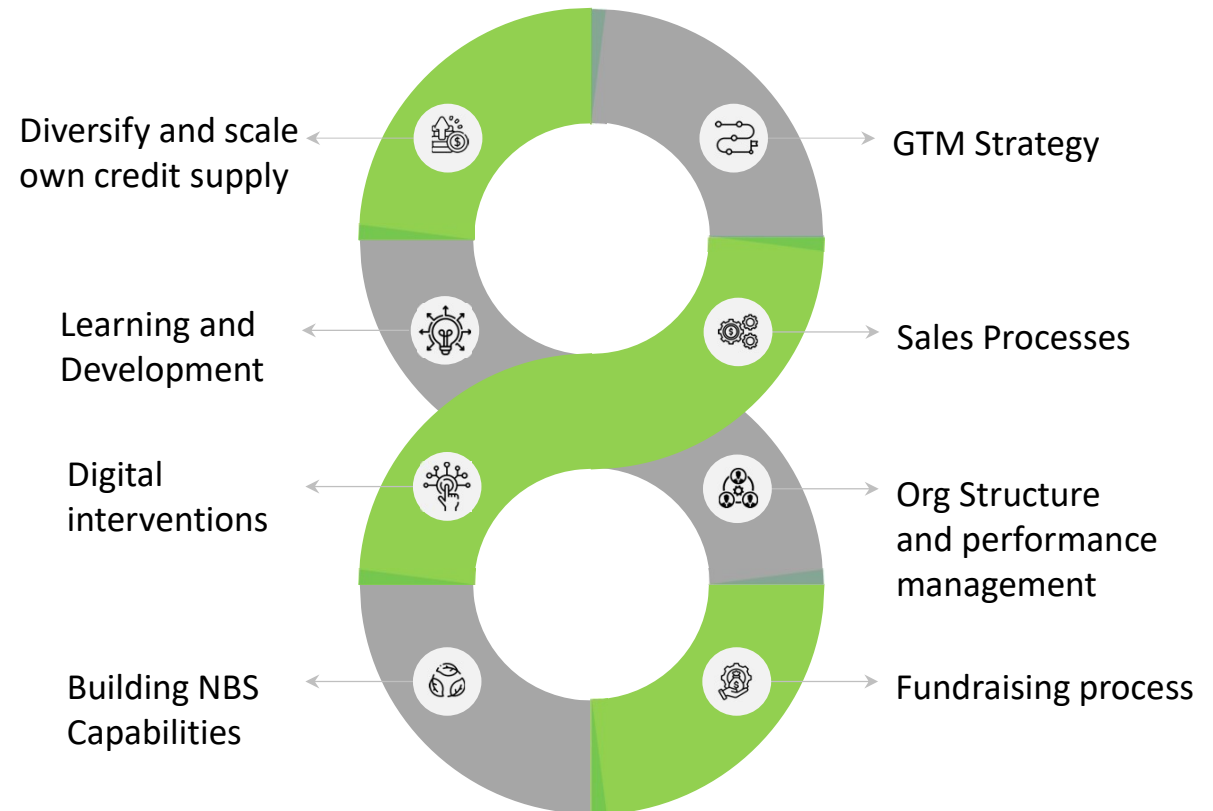 Diversify and scale
own credit supply
GTM Strategy
Learning and
Development
Sales Processes
Digital
interventions
Org Structure
and performance
management
Building NBS
Capabilities
Fundraising process